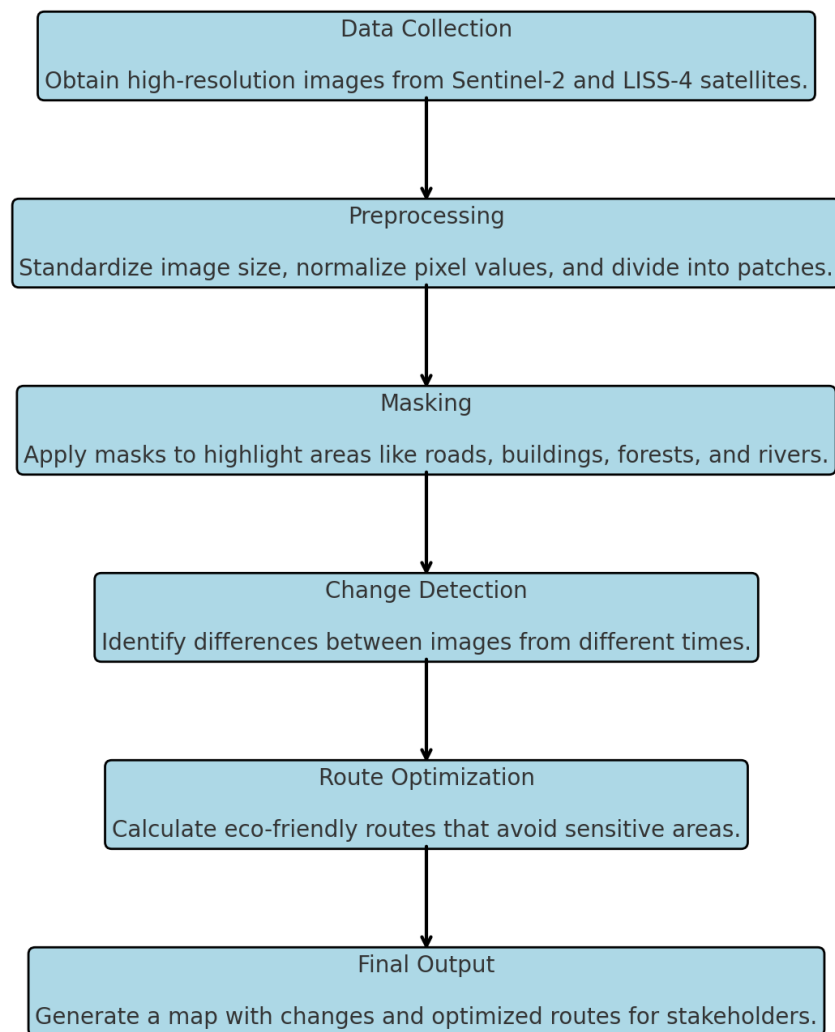 Data Collection
Obtain high-resolution images from Sentinel-2 and LISS-4 satellites.
Preprocessing
Standardize image size, normalize pixel values, and divide into patches.
Masking
Apply masks to highlight areas like roads, buildings, forests, and rivers.
Change Detection
Identify differences between images from different times.
Route Optimization
Calculate eco-friendly routes that avoid sensitive areas.
Final Output
Generate a map with changes and optimized routes for stakeholders.